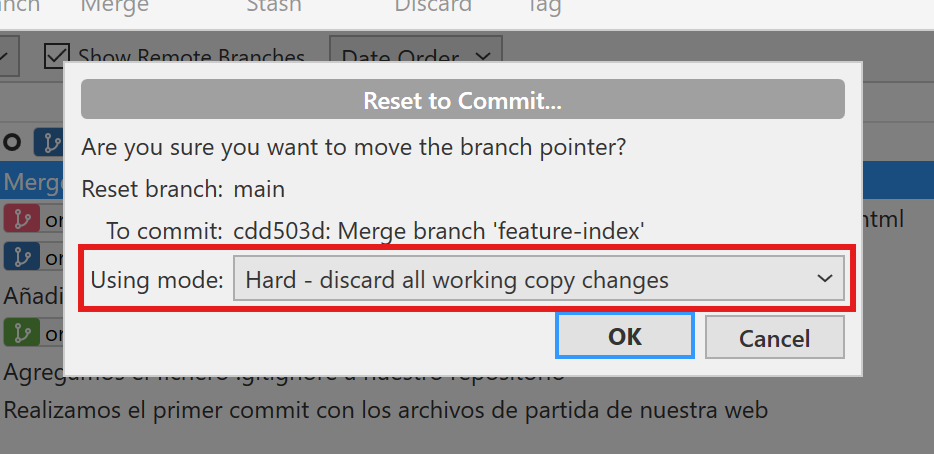 Merge Stash Discard Tag
Show Remote Branches Date Order
Reset to Commit...
Are you sure you want to move the branch pointer?
Reset branch: main
To commit: cdd503d: Merge branch 'feature-index'
Using mode: Hard - discard all working copy changes
OK Cancel
Merge
or
or
Añadi
or
Agregamos el fichero .gitignore a nuestro repositorio
Realizamos el primer commit con los archivos de partida de nuestra web